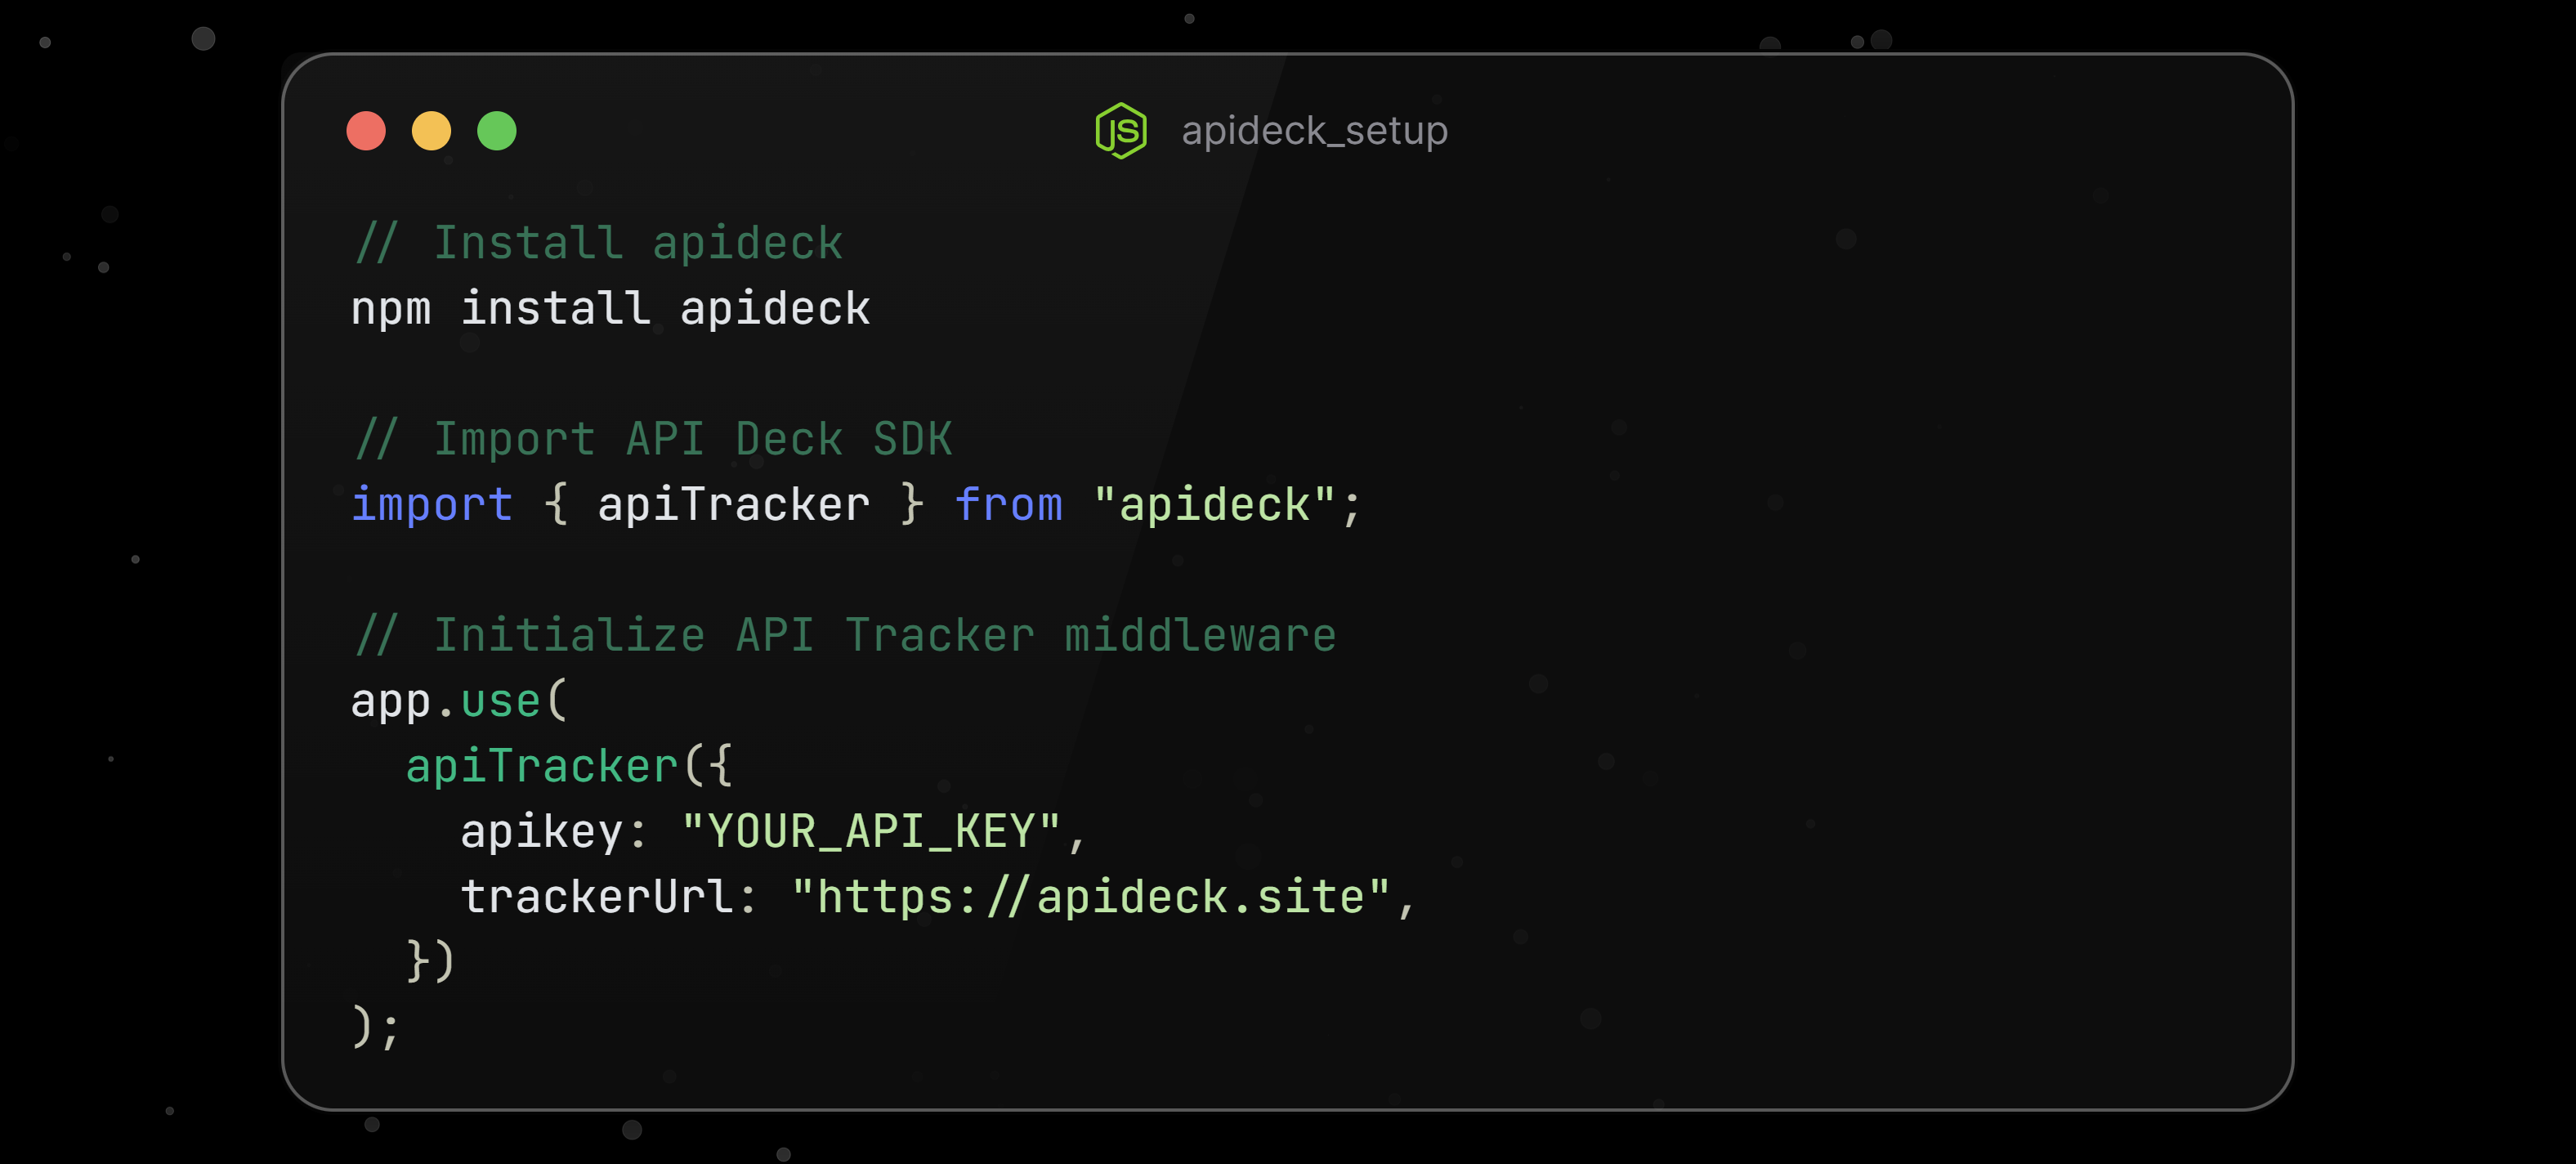 JS apideck_setup
// Install apideck
npm install apideck
// Import API Deck SDK
import { apiTracker } from "apideck";
// Initialize API Tracker middleware
app.use(
  apiTracker({
    apikey: "YOUR_API_KEY",
    trackerUrl: "https://apideck.site",
  })
);